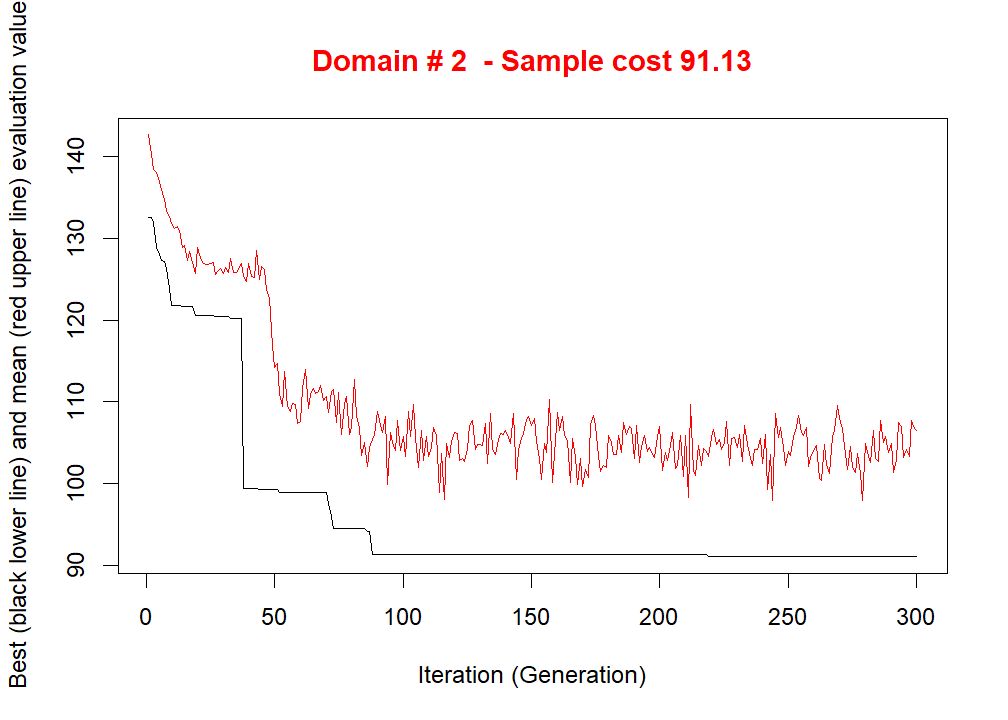 Domain # 2  - Sample cost 91.13
Best (black lower line) and mean (red upper line) evaluation value
140
130
120
110
100
90
0 50 100 150 200 250 300
Iteration (Generation)